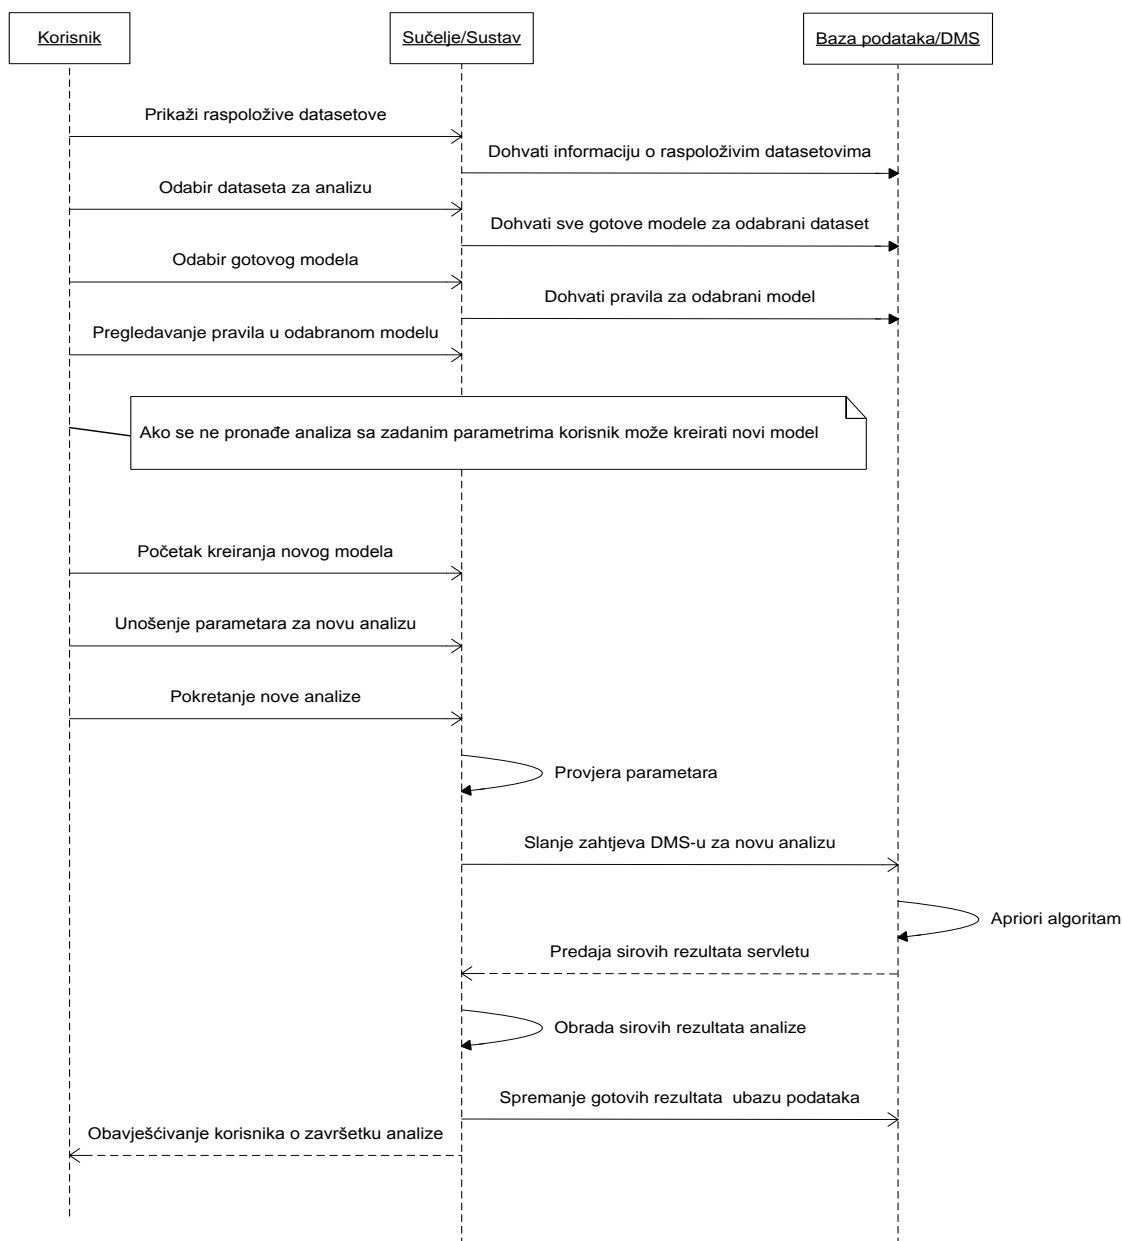 Korisnik
Sučelje/Sustav
Baza podataka/DMS
Prikaži raspoložive datasetove
Dohvati informaciju o raspoloživim datasetovima
Odabir dataseta za analizu
Dohvati sve gotove modele za odabrani dataset
Odabir gotovog modela
Dohvati pravila za odabrani model
Pregledavanje pravila u odabranom modelu
Ako se ne pronađe analiza sa zadanim parametrima korisnik može kreirati novi model
Početak kreiranja novog modela
Unošenje parametara za novu analizu
Pokretanje nove analize
Provjera parametara
Slanje zahtjeva DMS-u za novu analizu
Apriori algoritam
Predaja sirovih rezultata servletu
Obrada sirovih rezultata analize
Spremanje gotovih rezultata  ubazu podataka
Obavješćivanje korisnika o završetku analize